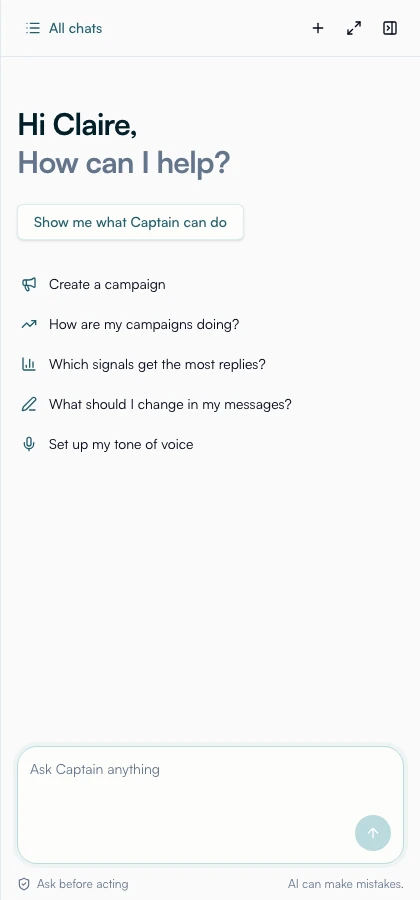 All chats
Hi Claire,
How can I help?
Show me what Captain can do
Create a campaign
How are my campaigns doing?
Which signals get the most replies?
What should I change in my messages?
Set up my tone of voice
Ask Captain anything
Ask before acting
AI can make mistakes.